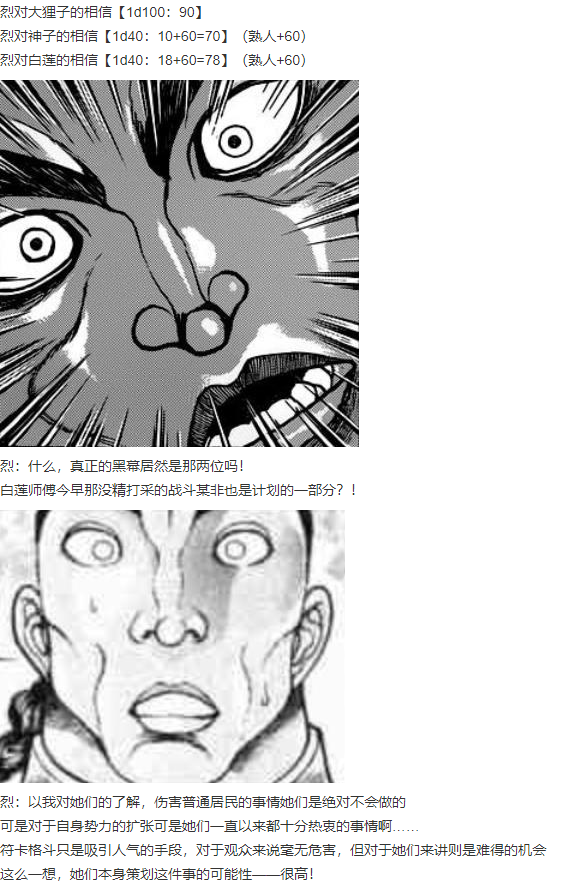 烈对大狸子的相信【1d100：90】
烈对神子的相信【1d40：10+60=70】（熟人+60）
烈对白莲的相信【1d40：18+60=78】（熟人+60）
烈：什么，真正的黑幕居然是那两位吗！
白莲师傅今早那没精打采的战斗某非也是计划的一部分？！
烈：以我对她们的了解，伤害普通居民的事情她们是绝对不会做的
可是对于自身势力的扩张可是她们一直以来都十分热衷的事情啊……
符卡格斗只是吸引人气的手段，对于观众来说毫无危害，但对于她们来讲则是难得的机会
这么一想，她们本身策划这件事的可能性——很高！